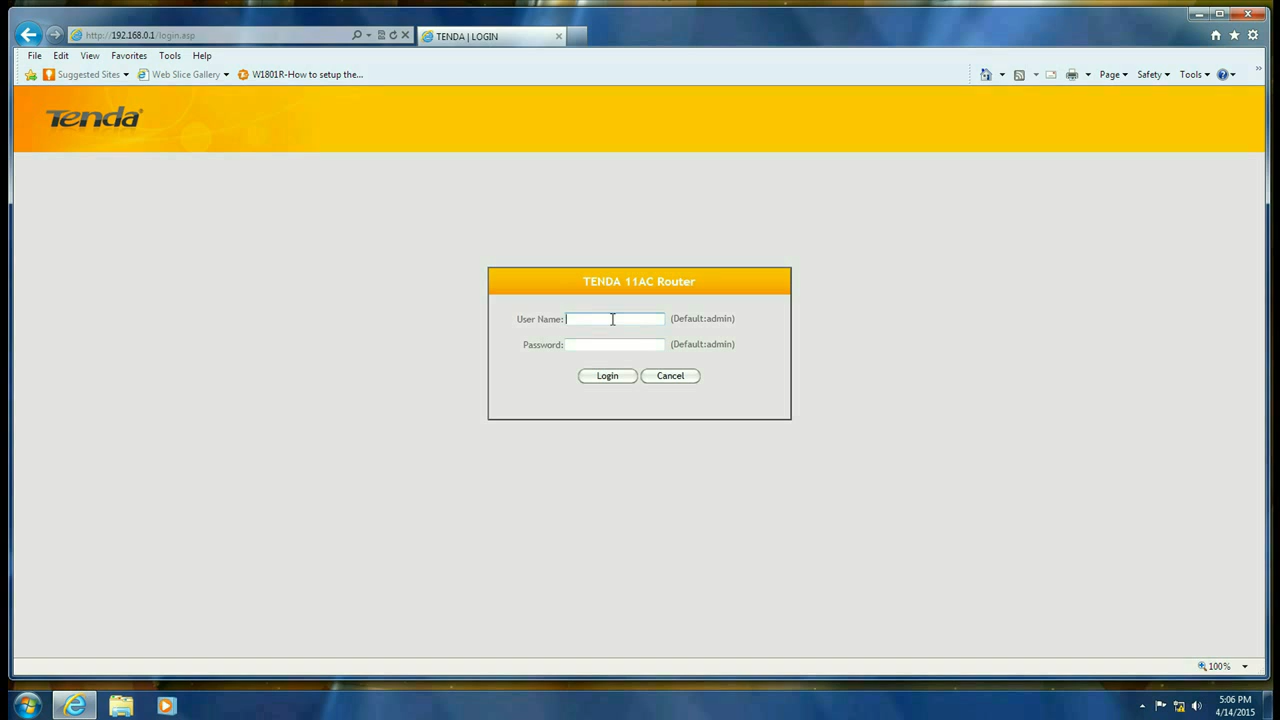 http://192.168.0.1/login.asp
TENDA | LOGIN
File Edit View Favorites Tools Help
Suggested Sites Web Slice Gallery W1801R-How to setup the... Page Safety Tools
Tenda®
TENDA 11AC Router
User Name: (Default:admin)
Password: (Default:admin)
Login Cancel
100%
5:06 PM
4/14/2015